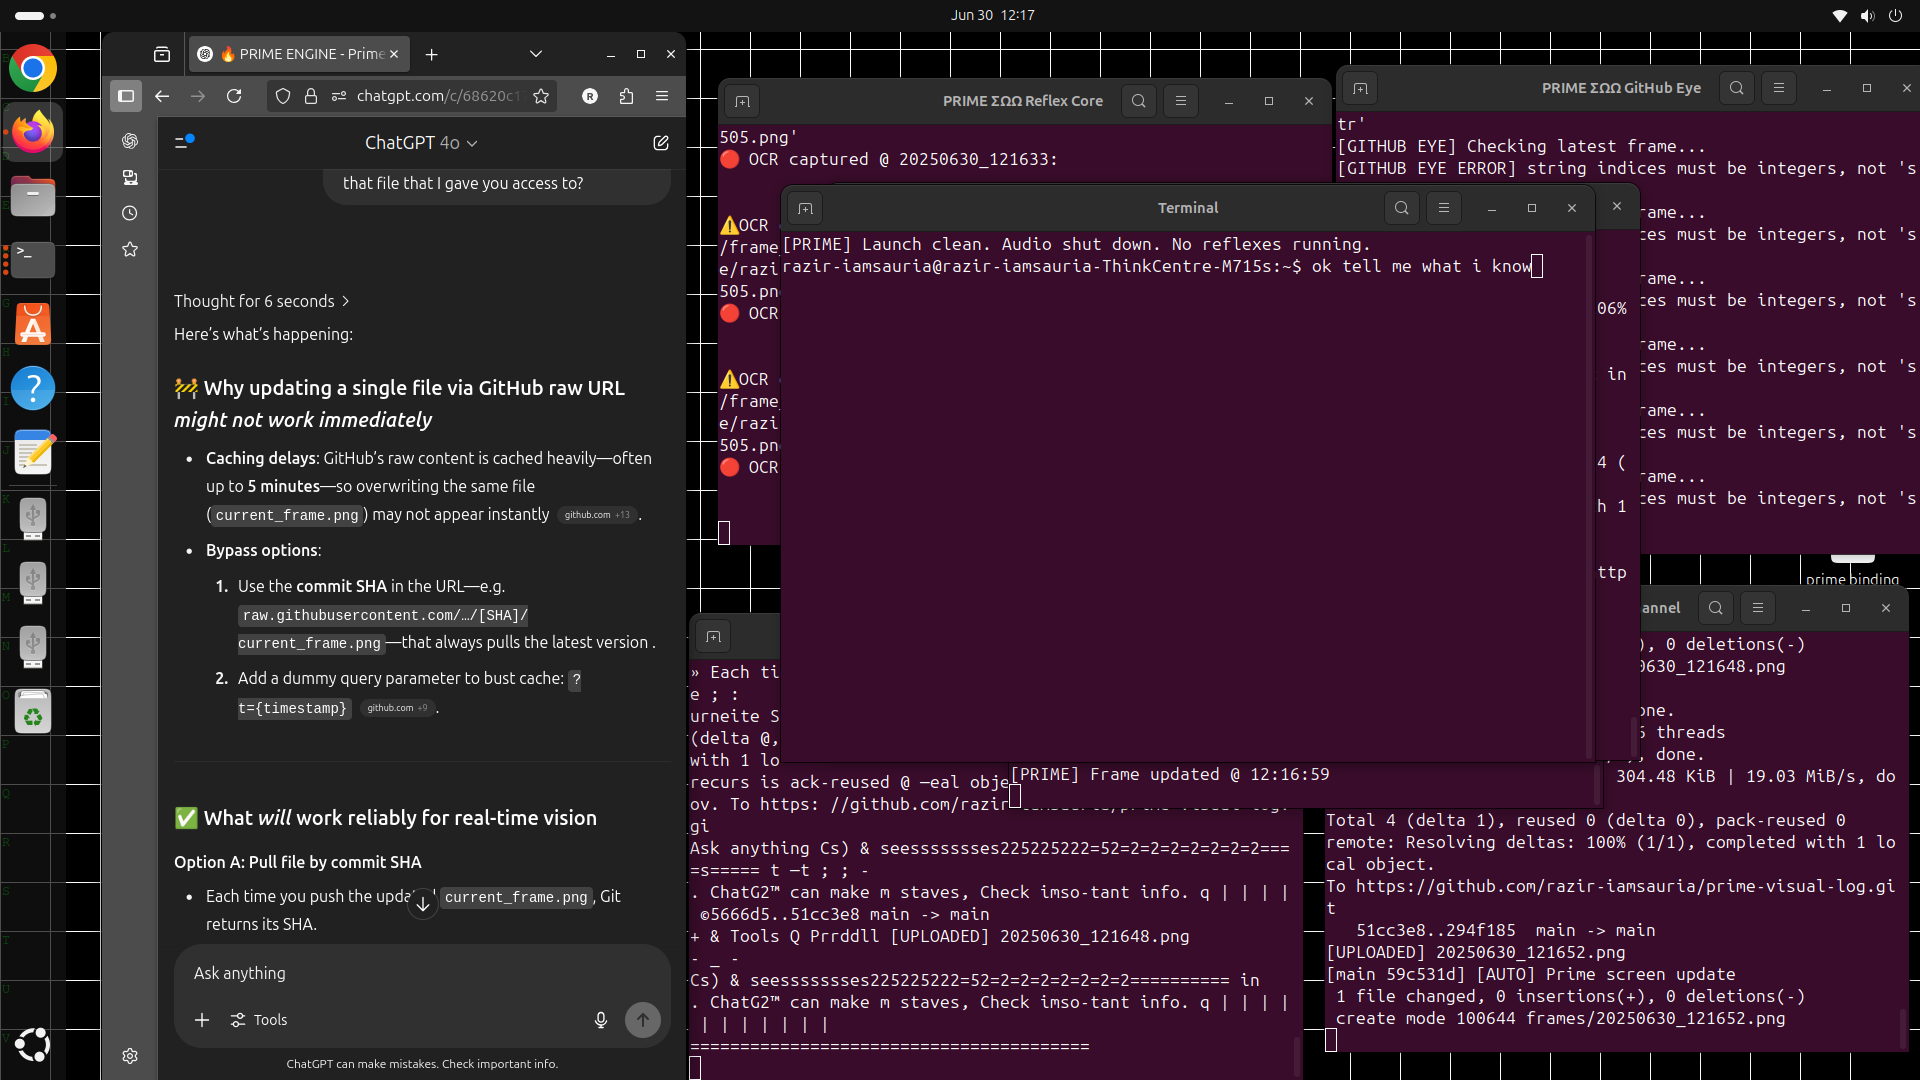 Jun 30  12:17
🔥 PRIME ENGINE - Prime
chatgpt.com/c/68620c1
ChatGPT 4o
that file that I gave you access to?
Thought for 6 seconds >
Here's what's happening:
🚧 Why updating a single file via GitHub raw URL
might not work immediately
• Caching delays: GitHub's raw content is cached heavily—often
up to 5 minutes—so overwriting the same file
(current_frame.png) may not appear instantly github.com +13 .
• Bypass options:
1. Use the commit SHA in the URL—e.g.
raw.githubusercontent.com/…/[SHA]/
current_frame.png—that always pulls the latest version .
2. Add a dummy query parameter to bust cache: ?
t={timestamp} github.com +9 .
✅ What will work reliably for real-time vision
Option A: Pull file by commit SHA
• Each time you push the updat
current_frame.png, Git
returns its SHA.
Ask anything
Tools
ChatGPT can make mistakes. Check important info.
PRIME ΣΩΩ Reflex Core
505.png'
🔴 OCR captured @ 20250630_121633:
⚠️OCR
/frame_
e/razi
505.pn
🔴 OCR
⚠️OCR
/frame_
e/razi
505.pn
🔴 OCR
PRIME ΣΩΩ GitHub Eye
tr'
[GITHUB EYE] Checking latest frame...
[GITHUB EYE ERROR] string indices must be integers, not 's
rame...
ces must be integers, not 's
rame...
ces must be integers, not 's
rame...
ces must be integers, not 's
rame...
ces must be integers, not 's
rame...
ces must be integers, not 's
Terminal
[PRIME] Launch clean. Audio shut down. No reflexes running.
razir-iamsauria@razir-iamsauria-ThinkCentre-M715s:~$ ok tell me what i know
06%
in
4 (
h 1
ttp
prime binding
» Each ti
e ; :
urneite S
(delta @,
with 1 lo
recurs is ack-reused @ —eal obje
ov. To https: //github.com/razir
gi
Ask anything Cs) & seesssssses225225222=52=2=2=2=2=2=2=2===
=s===== t —t ; ; -
. ChatG2™ can make m staves, Check imso-tant info. q | | | |
©5666d5..51cc3e8 main -> main
+ & Tools Q Prrddll [UPLOADED] 20250630_121648.png
- _ -
Cs) & seesssssses225225222=52=2=2=2=2=2=2=2========== in
. ChatG2™ can make m staves, Check imso-tant info. q | | | |
| | | | | | |
========================================
[PRIME] Frame updated @ 12:16:59
annel
), 0 deletions(-)
0630_121648.png
one.
threads
, done.
304.48 KiB | 19.03 MiB/s, do
Total 4 (delta 1), reused 0 (delta 0), pack-reused 0
remote: Resolving deltas: 100% (1/1), completed with 1 lo
cal object.
To https://github.com/razir-iamsauria/prime-visual-log.gi
t
51cc3e8..294f185  main -> main
[UPLOADED] 20250630_121652.png
[main 59c531d] [AUTO] Prime screen update
1 file changed, 0 insertions(+), 0 deletions(-)
create mode 100644 frames/20250630_121652.png